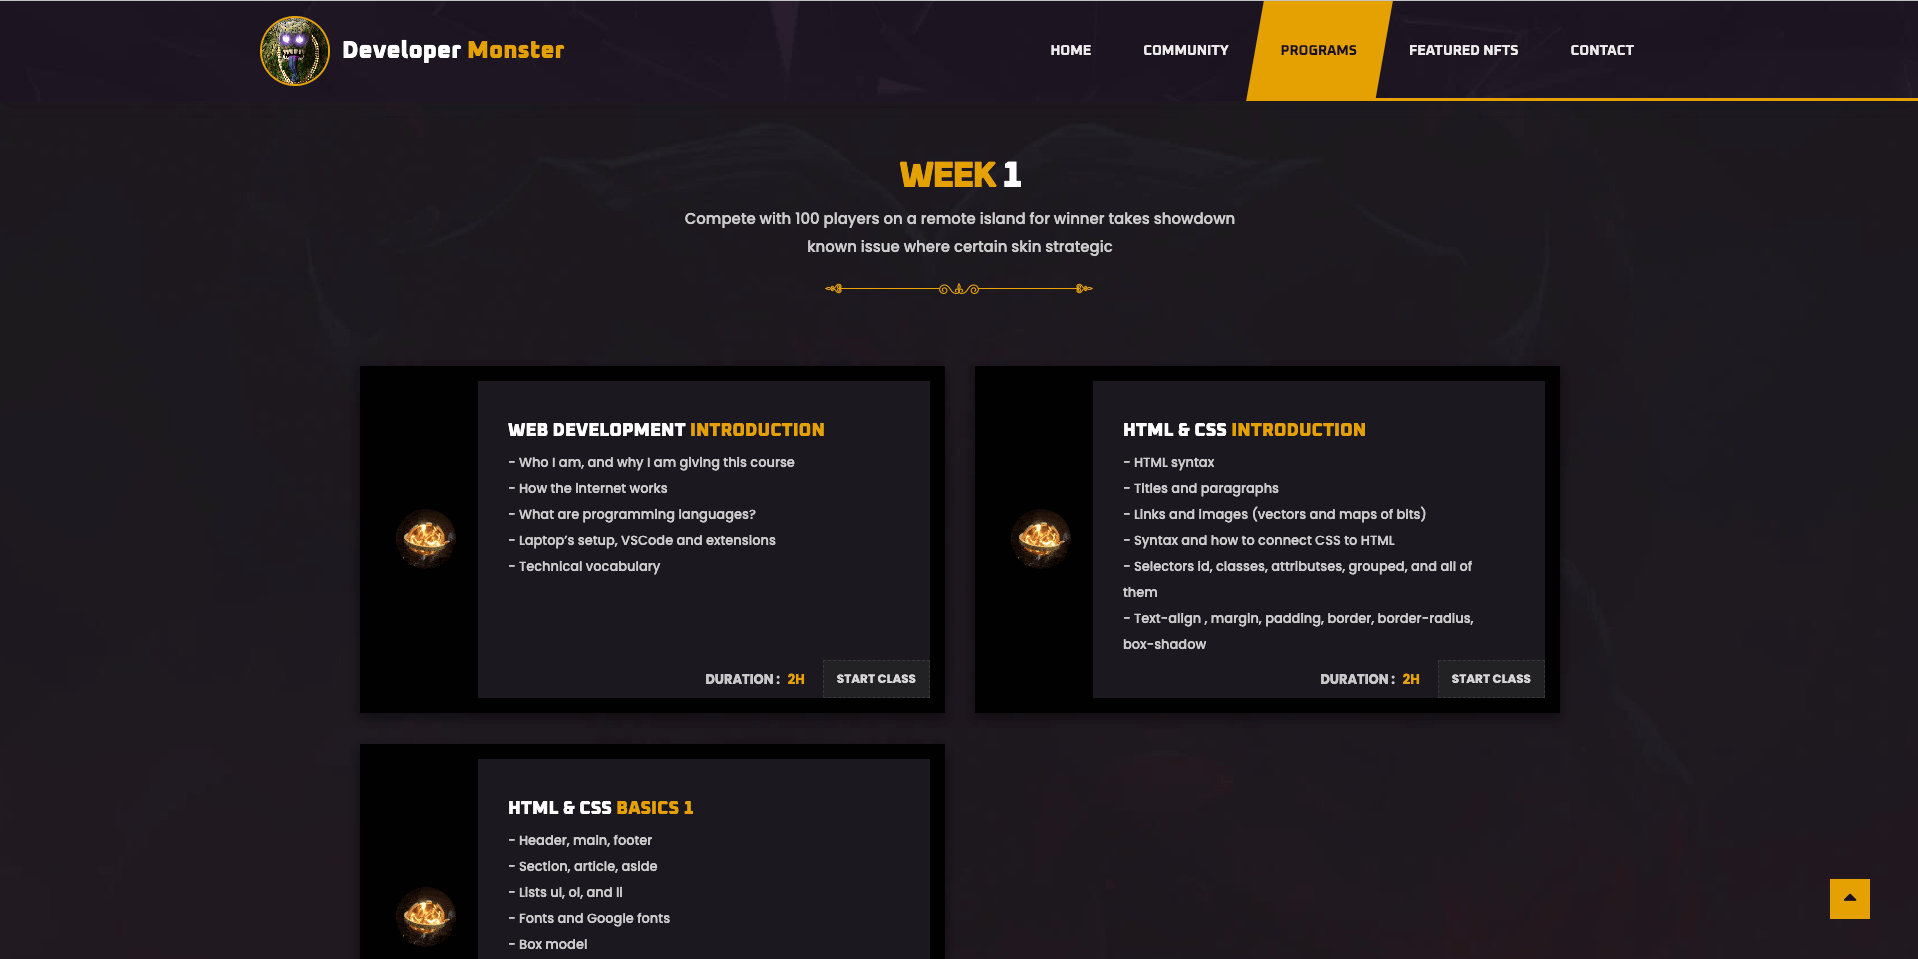 Developer Monster
HOME
COMMUNITY
PROGRAMS
FEATURED NFTS
CONTACT
WEEK 1
Compete with 100 players on a remote island for winner takes showdown
known issue where certain skin strategic
WEB DEVELOPMENT INTRODUCTION
- Who I am, and why I am giving this course
- How the internet works
- What are programming languages?
- Laptop's setup, VSCode and extensions
- Technical vocabulary
DURATION : 2H
START CLASS
HTML & CSS INTRODUCTION
- HTML syntax
- Titles and paragraphs
- Links and images (vectors and maps of bits)
- Syntax and how to connect CSS to HTML
- Selectors id, classes, attributses, grouped, and all of
them
- Text-align , margin, padding, border, border-radius,
box-shadow
DURATION : 2H
START CLASS
HTML & CSS BASICS 1
- Header, main, footer
- Section, article, aside
- Lists ul, ol, and li
- Fonts and Google fonts
- Box model